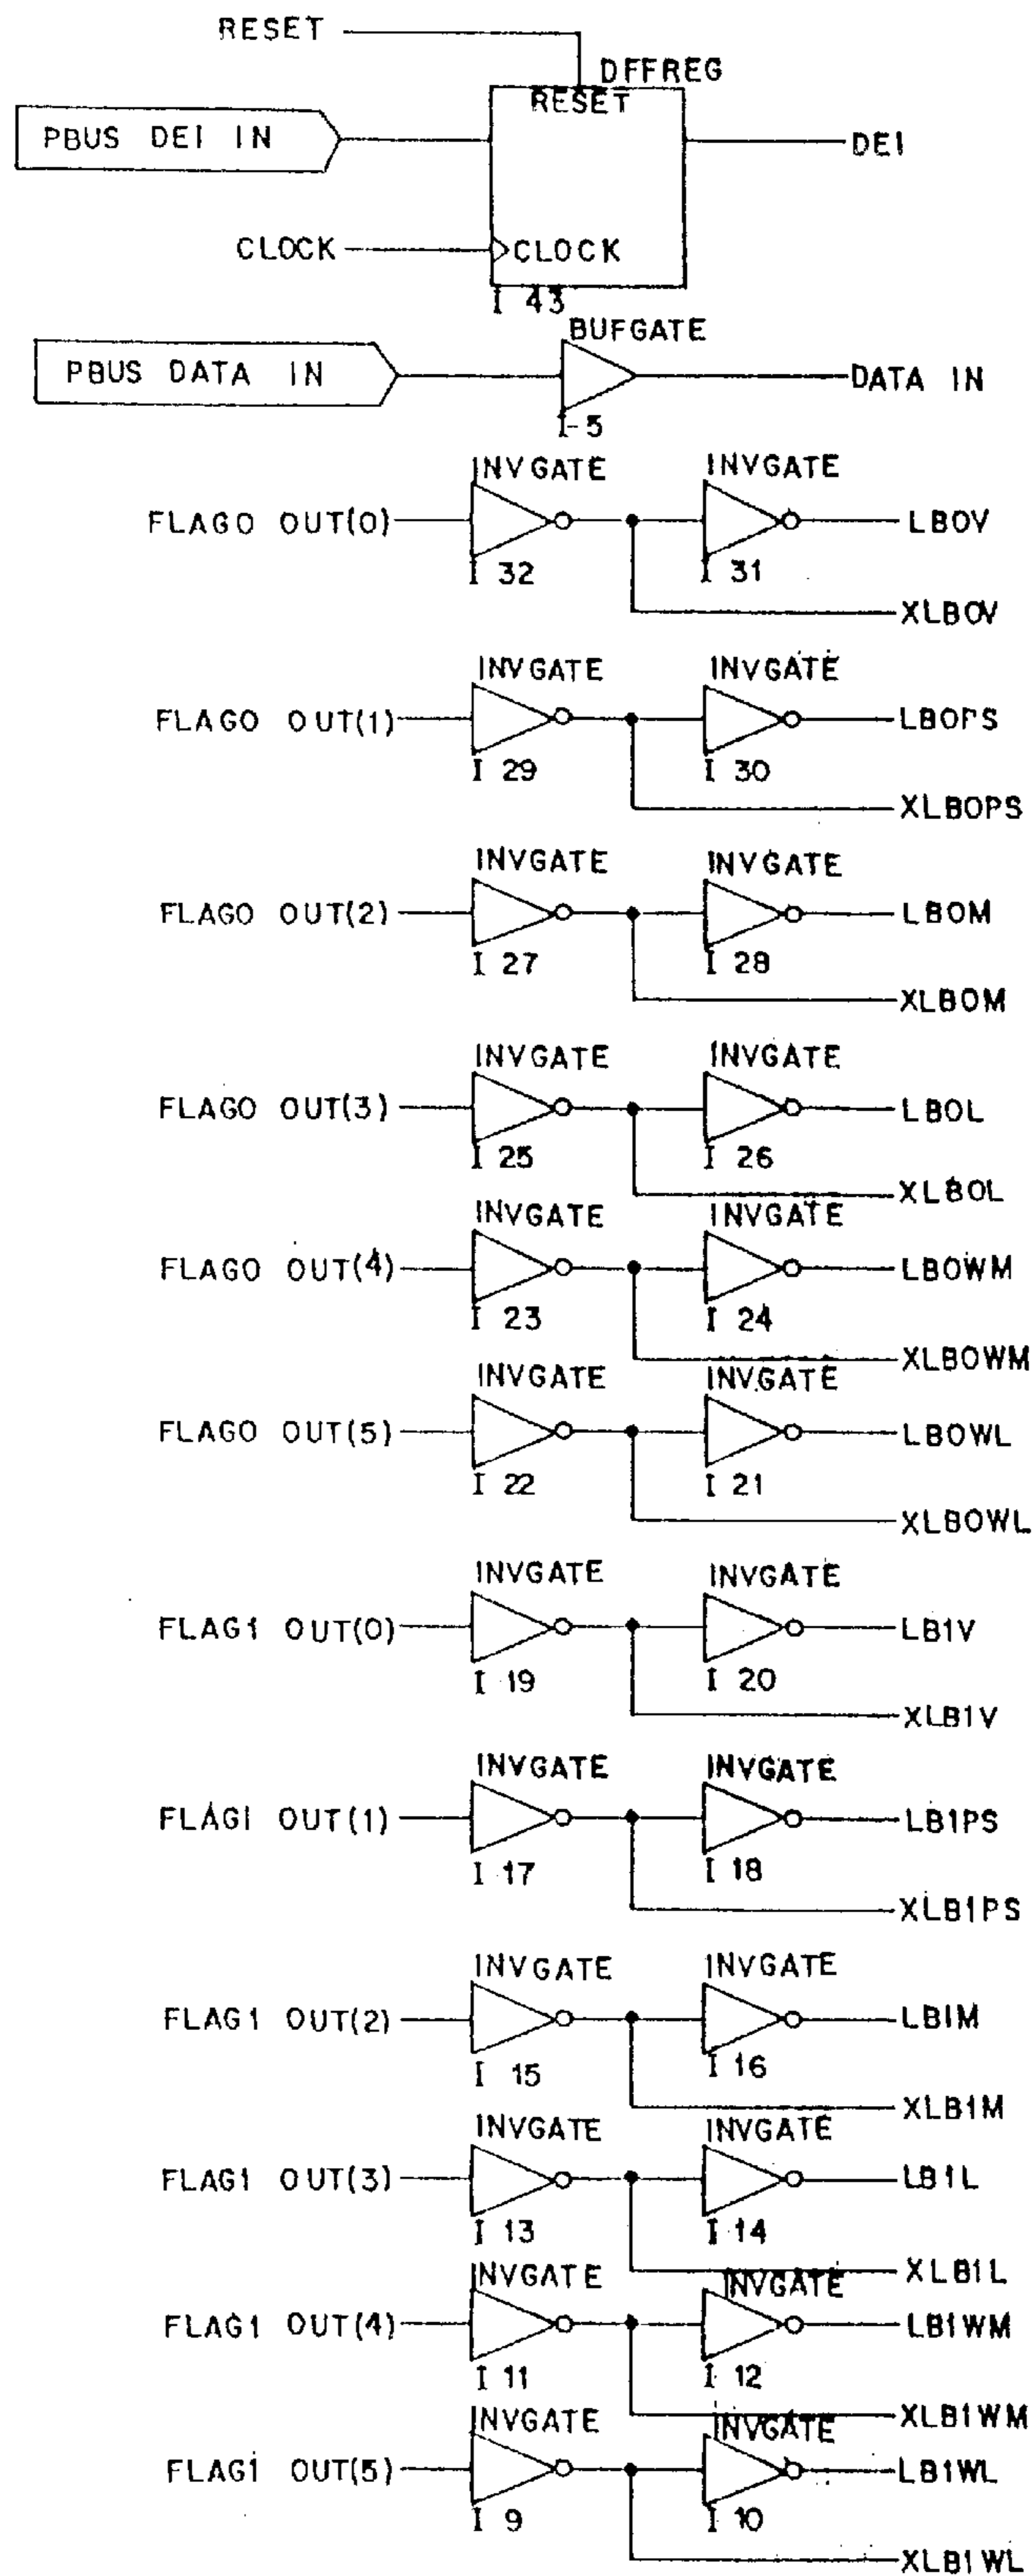 RESET
DFFREG
RESET
PBUS DEI IN
DEI
CLOCK
CLOCK
I 43
BUFGATE
PBUS DATA IN
DATA IN
I-5
INVGATE INVGATE
FLAG0 OUT(0) LB0V
I 32 I 31
XLB0V
INVGATE INVGATE
FLAG0 OUT(1) LB0PS
I 29 I 30
XLB0PS
INVGATE INVGATE
FLAG0 OUT(2) LB0M
I 27 I 28
XLB0M
INVGATE INVGATE
FLAG0 OUT(3) LB0L
I 25 I 26
XLB0L
INVGATE INVGATE
FLAG0 OUT(4) LB0WM
I 23 I 24
XLB0WM
INVGATE INVGATE
FLAG0 OUT(5) LB0WL
I 22 I 21
XLB0WL
INVGATE INVGATE
FLAG1 OUT(0) LB1V
I 19 I 20
XLB1V
INVGATE INVGATE
FLAG1 OUT(1) LB1PS
I 17 I 18
XLB1PS
INVGATE INVGATE
FLAG1 OUT(2) LB1M
I 15 I 16
XLB1M
INVGATE INVGATE
FLAG1 OUT(3) LB1L
I 13 I 14
XLB1L
INVGATE INVGATE
FLAG1 OUT(4) LB1WM
I 11 I 12
XLB1WM
INVGATE INVGATE
FLAG1 OUT(5) LB1WL
I 9 I 10
XLB1WL